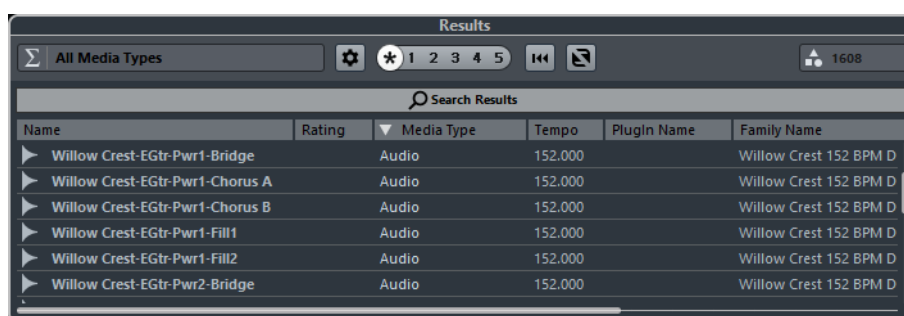 Results
Σ All Media Types * 1 2 3 4 5 1608
Search Results
Name Rating Media Type Tempo PlugIn Name Family Name
Willow Crest-EGtr-Pwr1-Bridge Audio 152.000 Willow Crest 152 BPM D
Willow Crest-EGtr-Pwr1-Chorus A Audio 152.000 Willow Crest 152 BPM D
Willow Crest-EGtr-Pwr1-Chorus B Audio 152.000 Willow Crest 152 BPM D
Willow Crest-EGtr-Pwr1-Fill1 Audio 152.000 Willow Crest 152 BPM D
Willow Crest-EGtr-Pwr1-Fill2 Audio 152.000 Willow Crest 152 BPM D
Willow Crest-EGtr-Pwr2-Bridge Audio 152.000 Willow Crest 152 BPM D